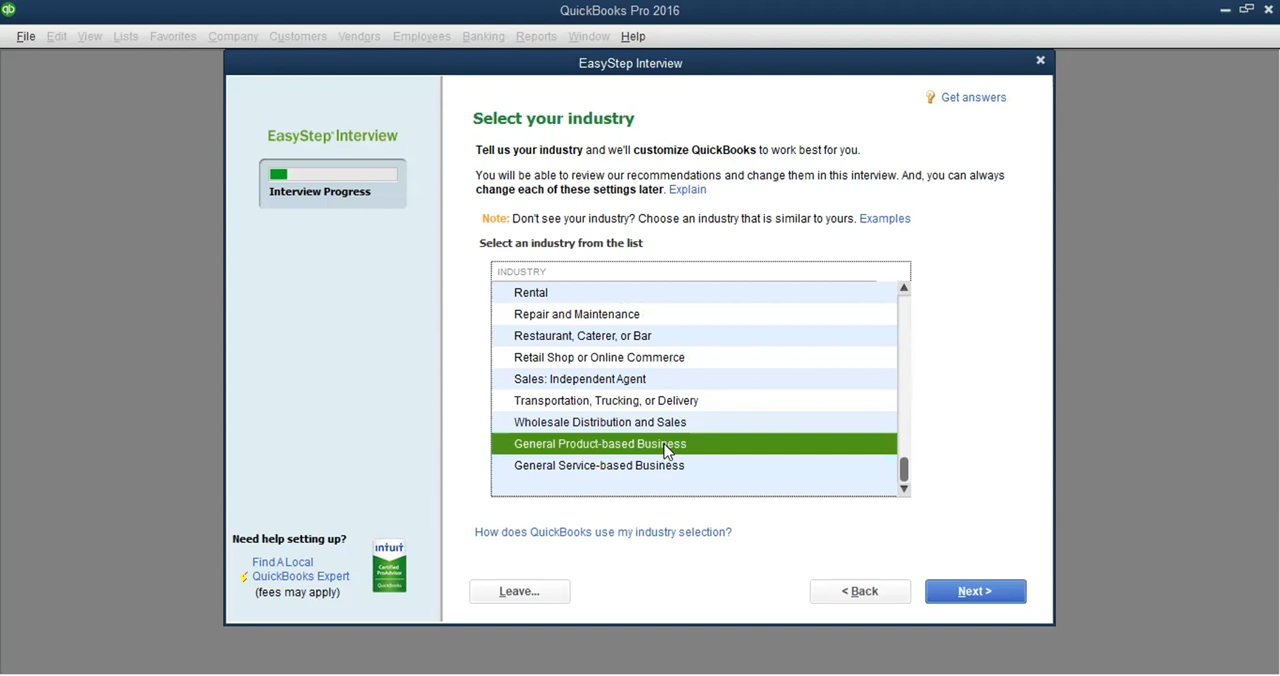 qb
QuickBooks Pro 2016
File Edit View Lists Favorites Company Customers Vendors Employees Banking Reports Window Help
EasyStep Interview
Get answers
EasyStep Interview
Interview Progress
Select your industry
Tell us your industry and we'll customize QuickBooks to work best for you.
You will be able to review our recommendations and change them in this interview. And, you can always
change each of these settings later. Explain
Note: Don't see your industry? Choose an industry that is similar to yours. Examples
Select an industry from the list
INDUSTRY
Rental
Repair and Maintenance
Restaurant, Caterer, or Bar
Retail Shop or Online Commerce
Sales: Independent Agent
Transportation, Trucking, or Delivery
Wholesale Distribution and Sales
General Product-based Business
General Service-based Business
How does QuickBooks use my industry selection?
Need help setting up?
Find A Local
QuickBooks Expert
(fees may apply)
intuit
Certified
ProAdvisor
QuickBooks
Leave...
< Back
Next >